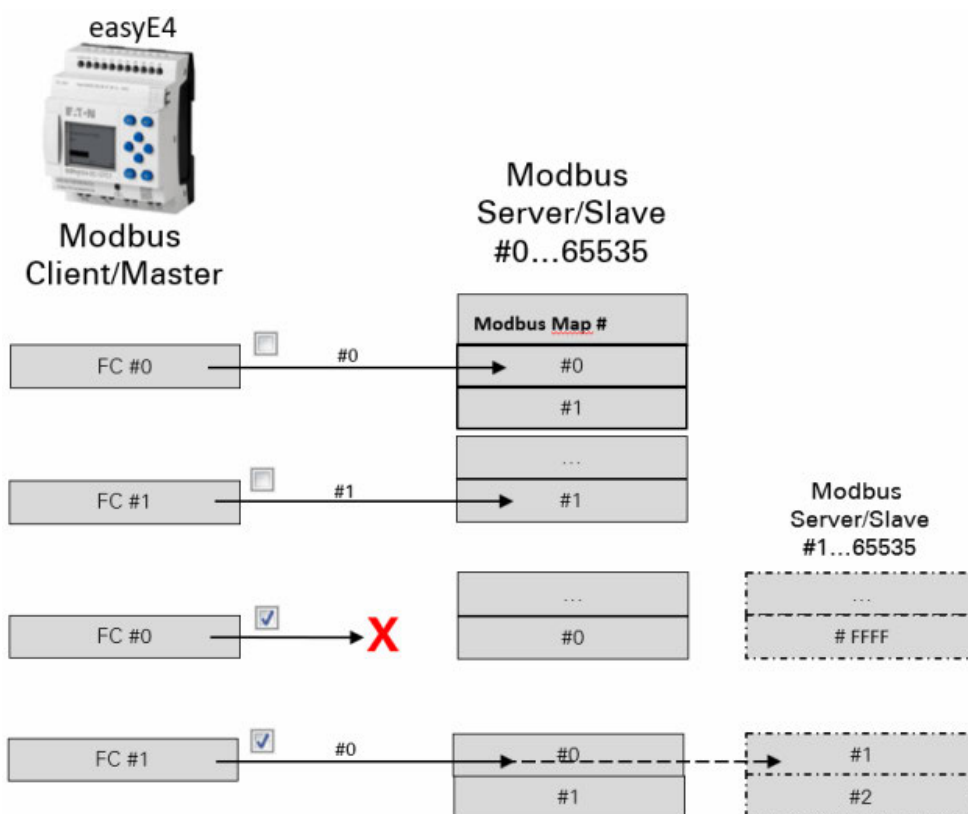 easyE4
E·T·N
Modbus
Client/Master
Modbus
Server/Slave
#0...65535
Modbus Map #
FC #0
#0
#0
#1
...
FC #1
#1
#1
Modbus
Server/Slave
#1...65535
...
...
FC #0
X
#0
# FFFF
FC #1
#0
#0
#1
#1
#2